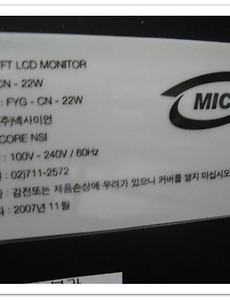 FT LCD MONITOR
CN - 22W
: FYG - CN - 22W
(주)넥사이언
CORE NSI
: 100V - 240V / 60Hz
: 02)711-2572
: 감전또는 제품손상에 우려가 있으니 커버를 열지 마십시오
: 2007년 11월
MIC